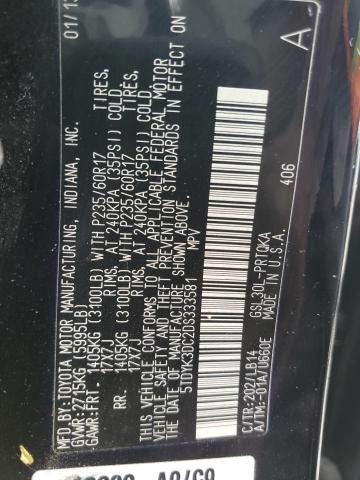 MFD.BY:TOYOTA MOTOR MANUFACTURING, INDIANA, INC. 01/13
GVWR:2715KG (5995LB)
GAWR:FRT. 1405KG (3100LB) WITH P235/60R17 TIRES,
17X7J RIMS, AT 240KPA (35PSI) COLD.
RR. 1405KG (3100LB) WITH P235/60R17 TIRES,
17X7J RIMS, AT 240KPA (35PSI) COLD.
THIS VEHICLE CONFORMS TO ALL APPLICABLE FEDERAL MOTOR
VEHICLE SAFETY AND THEFT PREVENTION STANDARDS IN EFFECT ON
THE DATE OF MANUFACTURE SHOWN ABOVE.
5TDYK3DC2DS333581 MPV
A
406
C/TR:202/LB14 GSL30L-PRTQKA
A/TM:-01A/U660E MADE IN U.S.A.